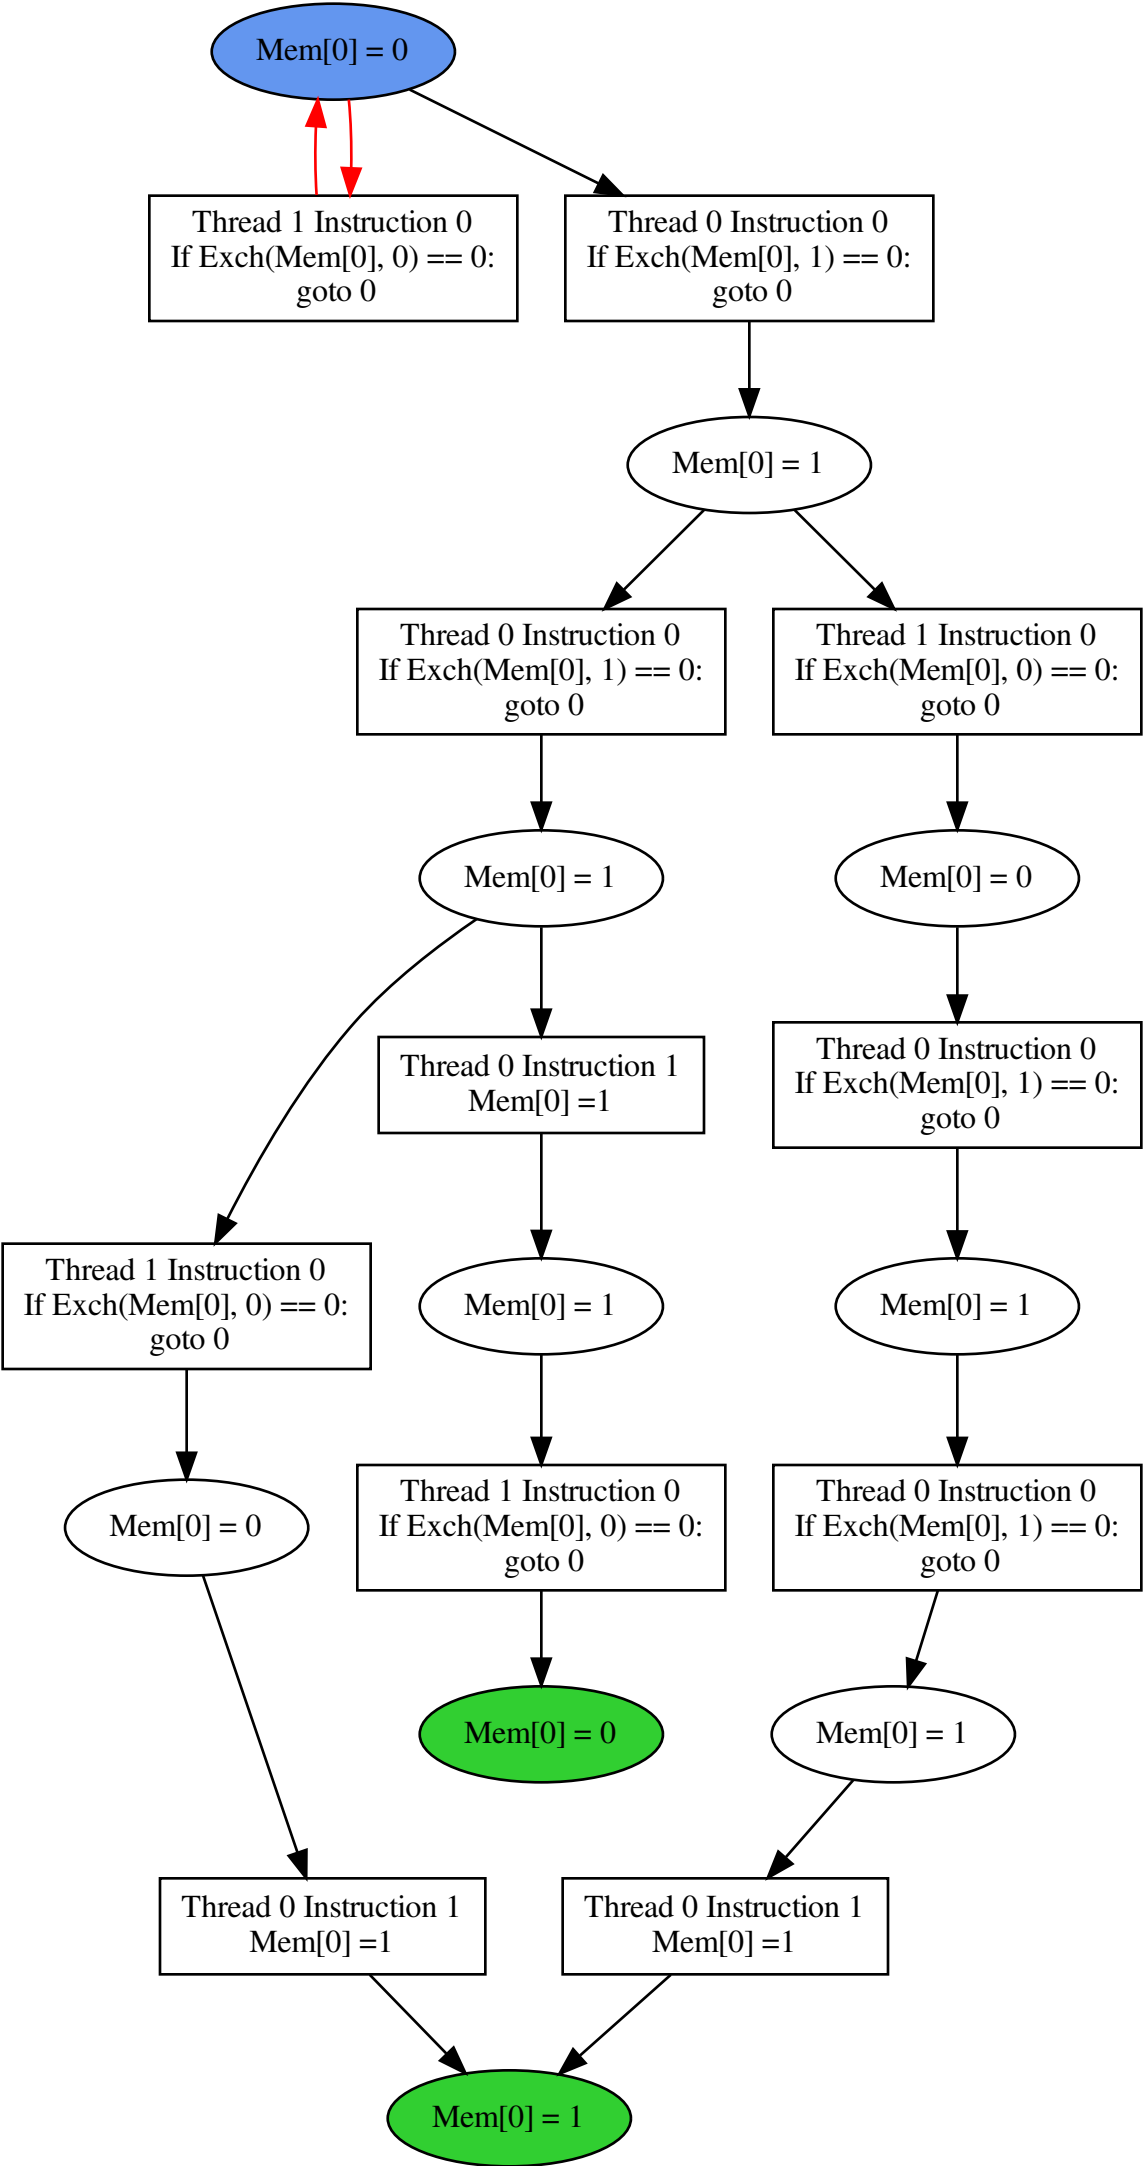 Mem[0] = 0
Thread 1 Instruction 0
If Exch(Mem[0], 0) == 0:
goto 0
Thread 0 Instruction 0
If Exch(Mem[0], 1) == 0:
goto 0
Mem[0] = 1
Thread 0 Instruction 0
If Exch(Mem[0], 1) == 0:
goto 0
Thread 1 Instruction 0
If Exch(Mem[0], 0) == 0:
goto 0
Mem[0] = 1
Mem[0] = 0
Thread 0 Instruction 1
Mem[0] =1
Thread 0 Instruction 0
If Exch(Mem[0], 1) == 0:
goto 0
Thread 1 Instruction 0
If Exch(Mem[0], 0) == 0:
goto 0
Mem[0] = 1
Mem[0] = 1
Mem[0] = 0
Thread 1 Instruction 0
If Exch(Mem[0], 0) == 0:
goto 0
Thread 0 Instruction 0
If Exch(Mem[0], 1) == 0:
goto 0
Mem[0] = 0
Mem[0] = 1
Thread 0 Instruction 1
Mem[0] =1
Thread 0 Instruction 1
Mem[0] =1
Mem[0] = 1